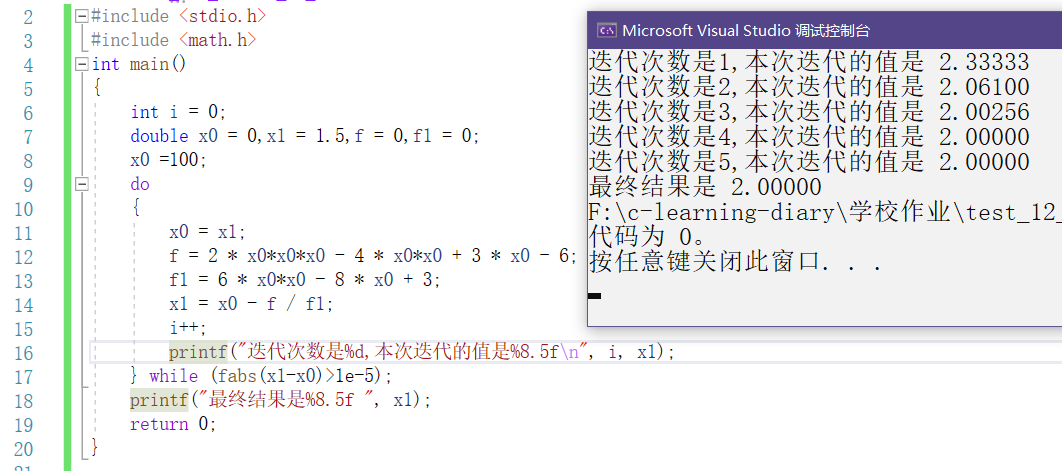 2 #include <stdio.h>
3 #include <math.h>
4 int main()
5 {
6 int i = 0;
7 double x0 = 0,x1 = 1.5,f = 0,f1 = 0;
8 x0 =100;
9 do
10 {
11 x0 = x1;
12 f = 2 * x0*x0*x0 - 4 * x0*x0 + 3 * x0 - 6;
13 f1 = 6 * x0*x0 - 8 * x0 + 3;
14 x1 = x0 - f / f1;
15 i++;
16 printf("迭代次数是%d,本次迭代的值是%8.5f\n", i, x1);
17 } while (fabs(x1-x0)>1e-5);
18 printf("最终结果是%8.5f ", x1);
19 return 0;
20 }
Microsoft Visual Studio 调试控制台
迭代次数是1,本次迭代的值是 2.33333
迭代次数是2,本次迭代的值是 2.06100
迭代次数是3,本次迭代的值是 2.00256
迭代次数是4,本次迭代的值是 2.00000
迭代次数是5,本次迭代的值是 2.00000
最终结果是 2.00000
F:\c-learning-diary\学校作业\test_12_
代码为 0。
按任意键关闭此窗口. . .